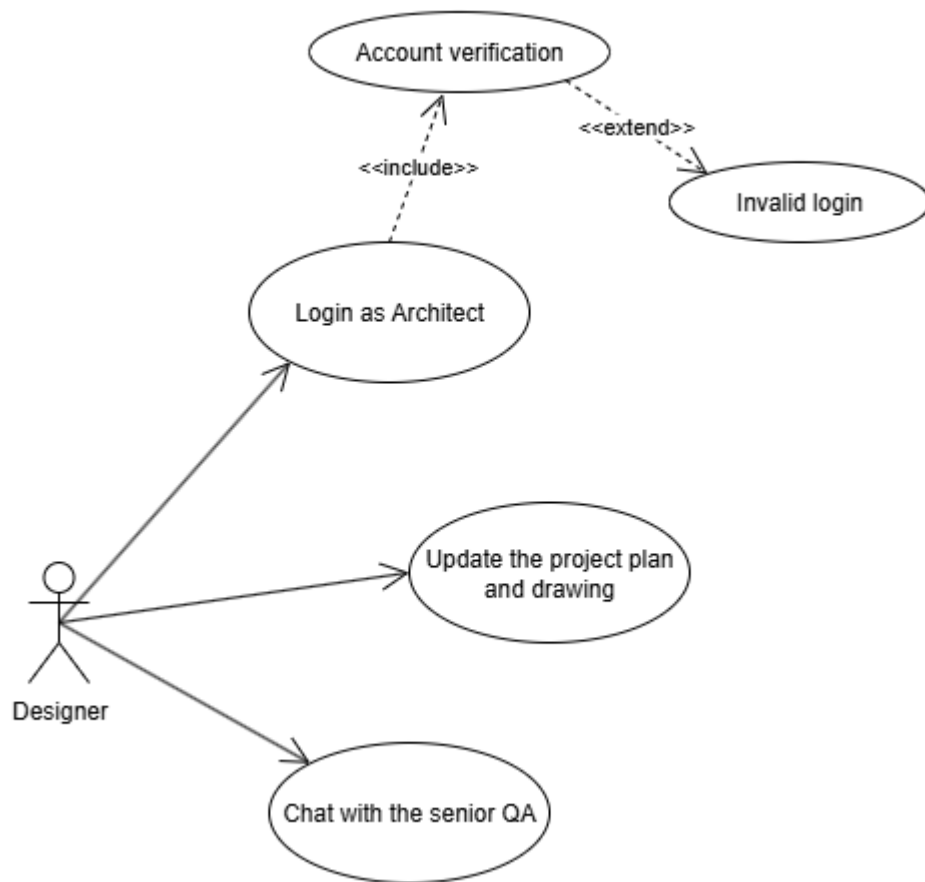 Account verification
<<extend>>
<<include>>
Invalid login
Login as Architect
Update the project plan
and drawing
Designer
Chat with the senior QA